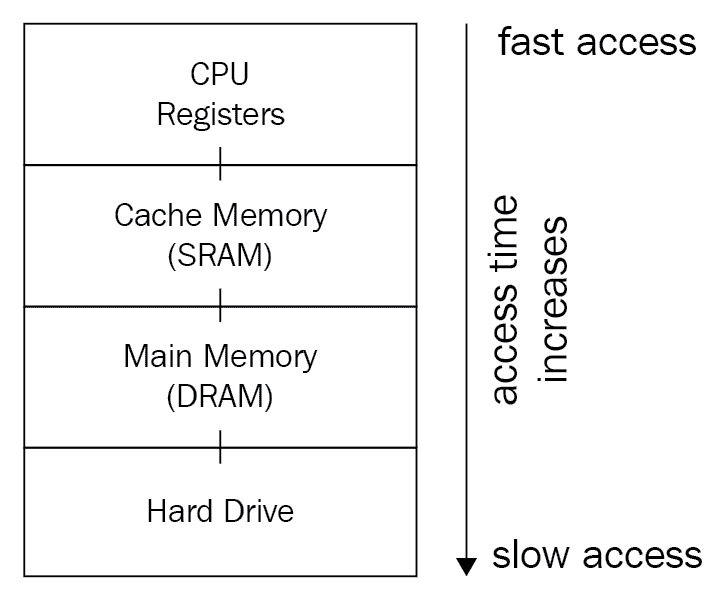 CPU
Registers
Cache Memory
(SRAM)
Main Memory
(DRAM)
Hard Drive
fast access
access time
increases
slow access